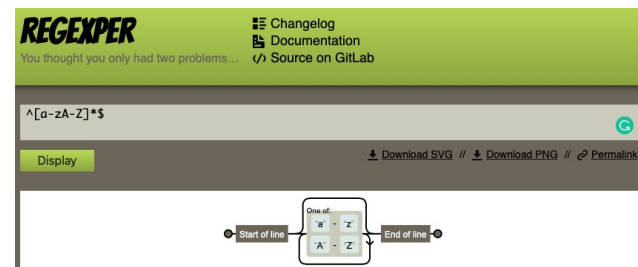 REGEXPER
You thought you only had two problems...
Changelog
Documentation
Source on GitLab
^[a-zA-Z]*$
Display
Download SVG // Download PNG // Permalink
One of:
Start of line
"a" - "z"
"A" - "Z"
End of line